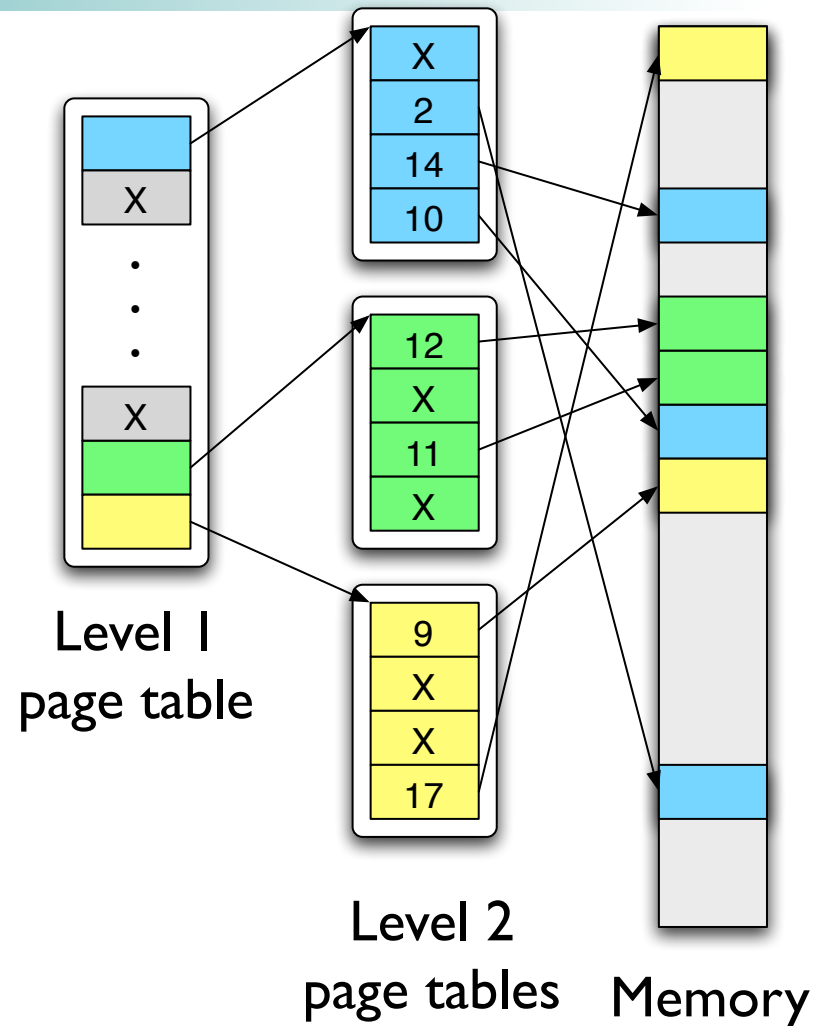 X
.
.
.
X
Level 1
page table
X
2
14
10
12
X
11
X
9
X
X
17
Level 2
page tables
Memory